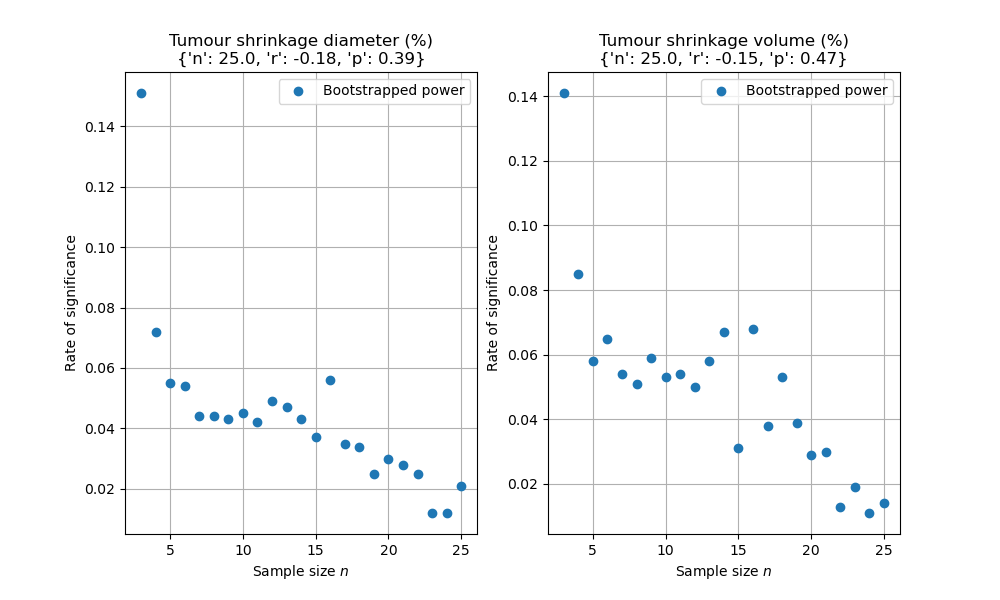 Tumour shrinkage diameter (%)
{'n': 25.0, 'r': -0.18, 'p': 0.39}
Bootstrapped power
0.14
0.12
0.10
0.08
0.06
0.04
0.02
Rate of significance
5 10 15 20 25
Sample size n
Tumour shrinkage volume (%)
{'n': 25.0, 'r': -0.15, 'p': 0.47}
Bootstrapped power
0.14
0.12
0.10
0.08
0.06
0.04
0.02
Rate of significance
5 10 15 20 25
Sample size n